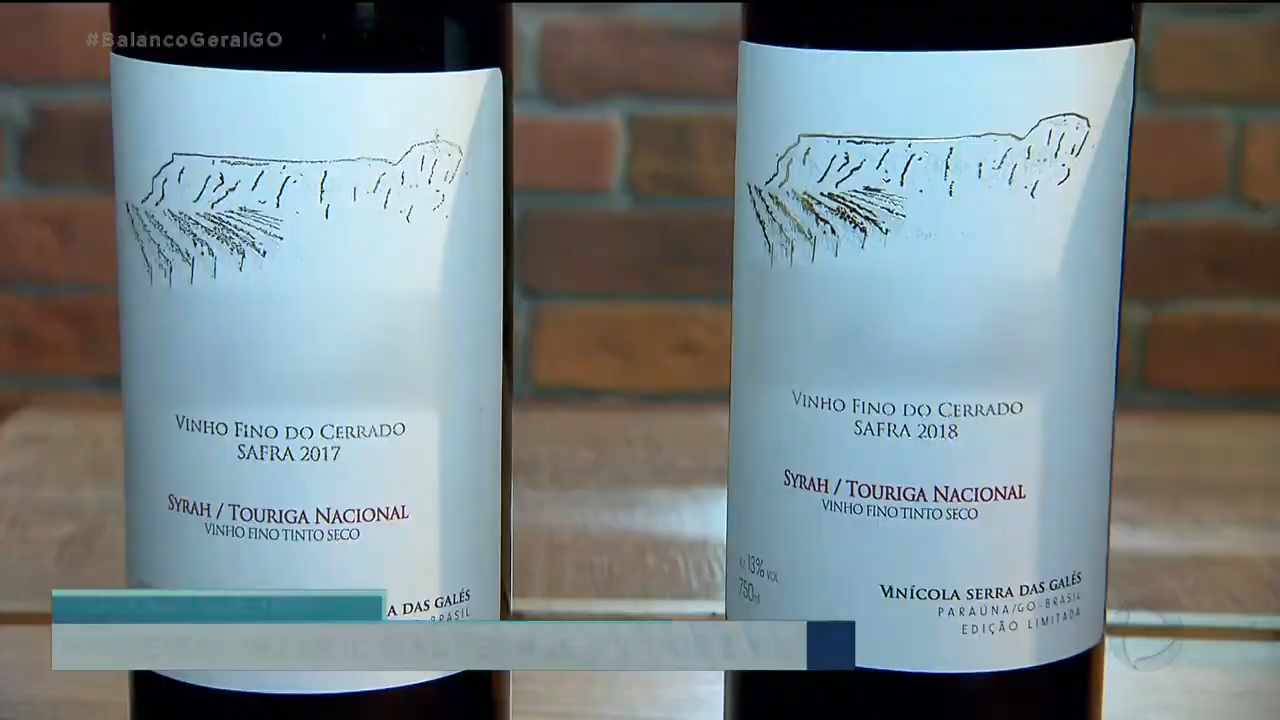 #BalancoGeralGO
VINHO FINO DO CERRADO
SAFRA 2017
SYRAH / TOURIGA NACIONAL
VINHO FINO TINTO SECO
A DAS GALÉS
BRASIL
VINHO FINO DO CERRADO
SAFRA 2018
SYRAH / TOURIGA NACIONAL
VINHO FINO TINTO SECO
13% VOL
750ml
VINÍCOLA SERRA DAS GALÉS
PARAÚNA/GO-BRASIL
EDIÇÃO LIMITADA